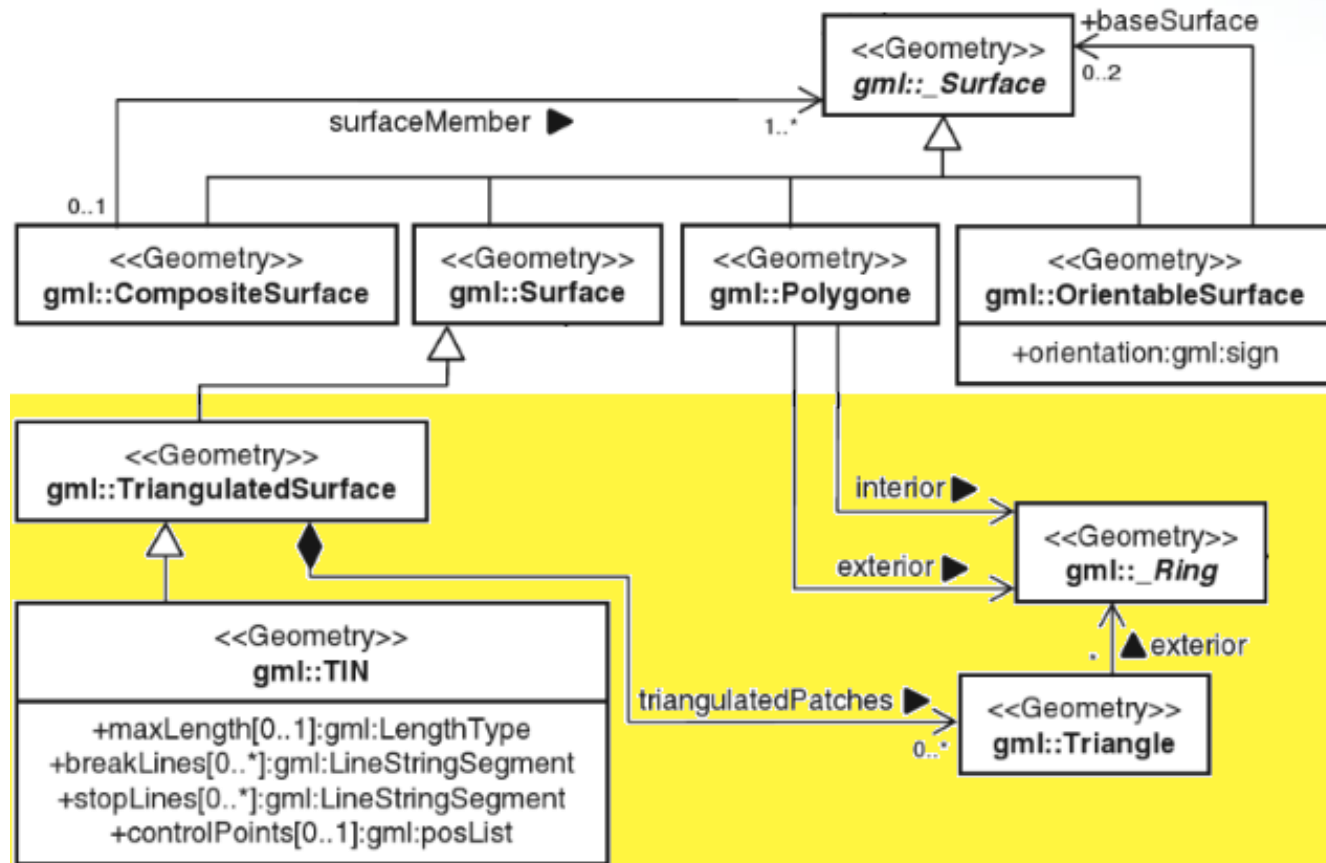 +baseSurface
<<Geometry>>
gml::_Surface
0..2
surfaceMember ▶
1..*
0..1
<<Geometry>>
gml::CompositeSurface
<<Geometry>>
gml::Surface
<<Geometry>>
gml::Polygone
<<Geometry>>
gml::OrientableSurface
+orientation:gml:sign
<<Geometry>>
gml::TriangulatedSurface
interior ▶
exterior ▶
<<Geometry>>
gml::_Ring
<<Geometry>>
gml::TIN
+maxLength[0..1]:gml:LengthType
+breakLines[0..*]:gml:LineStringSegment
+stopLines[0..*]:gml:LineStringSegment
+controlPoints[0..1]:gml:posList
* ▲exterior
triangulatedPatches ▶
0..*
<<Geometry>>
gml::Triangle